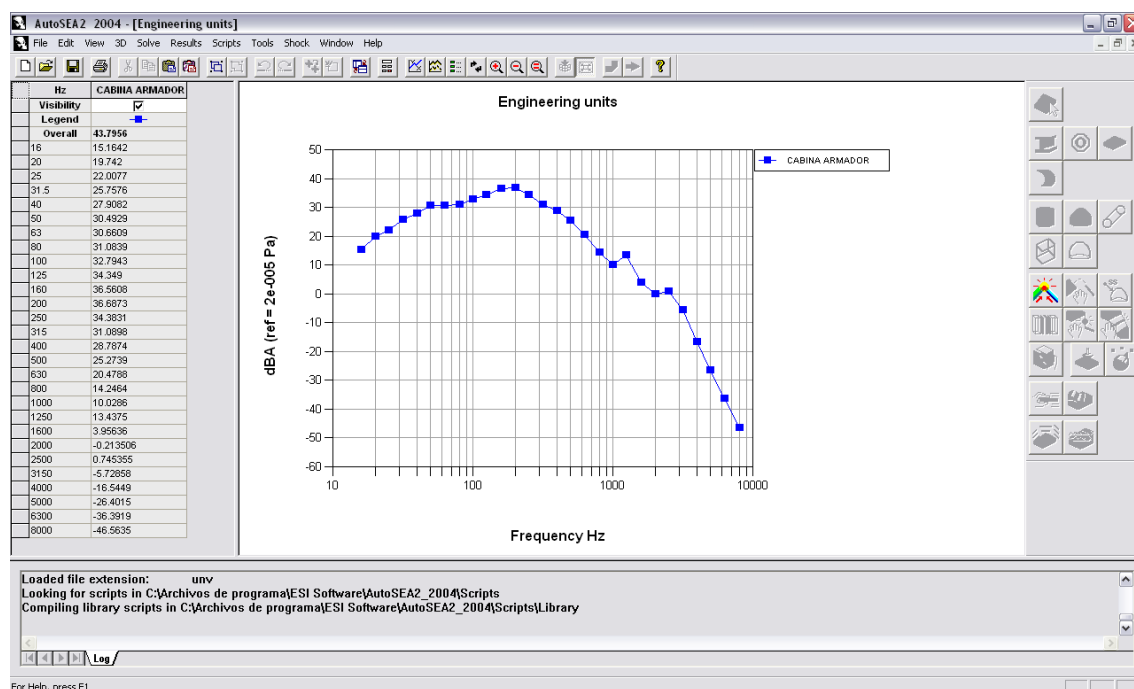 AutoSEA2 2004 - [Engineering units]
File Edit View 3D Solve Results Scripts Tools Shock Window Help
Hz CABINA ARMADOR
Visibility
Legend
Overall 43.7956
16 15.1642
20 19.742
25 22.0077
31.5 25.7576
40 27.9082
50 30.4929
63 30.6609
80 31.0839
100 32.7943
125 34.349
160 36.5608
200 36.6873
250 34.3831
315 31.0898
400 28.7874
500 25.2739
630 20.4788
800 14.2464
1000 10.0286
1250 13.4375
1600 3.95636
2000 -0.213506
2500 0.745355
3150 -5.72858
4000 -16.5449
5000 -26.4015
6300 -36.3919
8000 -46.5635
Engineering units
CABINA ARMADOR
dBA (ref = 2e-005 Pa)
50
40
30
20
10
0
-10
-20
-30
-40
-50
-60
10 100 1000 10000
Frequency Hz
SS
Loaded file extension: unv
Looking for scripts in C:\Archivos de programa\ESI Software\AutoSEA2_2004\Scripts
Compiling library scripts in C:\Archivos de programa\ESI Software\AutoSEA2_2004\Scripts\Library
Log
For Help, press F1